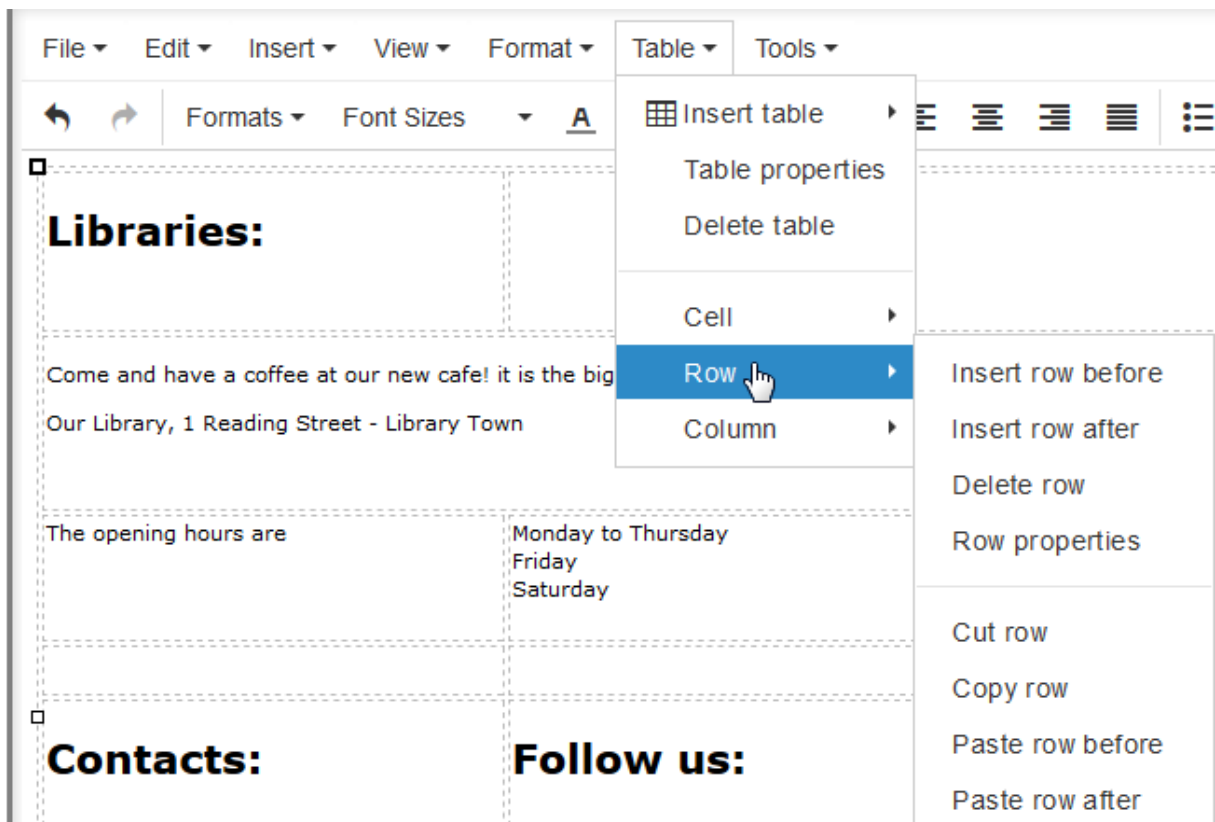 File Edit Insert View Format Table Tools
Formats Font Sizes A
Insert table
Table properties
Delete table
Cell
Row
Column
Insert row before
Insert row after
Delete row
Row properties
Cut row
Copy row
Paste row before
Paste row after
Libraries:
Come and have a coffee at our new cafe! it is the big
Our Library, 1 Reading Street - Library Town
The opening hours are
Monday to Thursday
Friday
Saturday
Contacts:
Follow us: